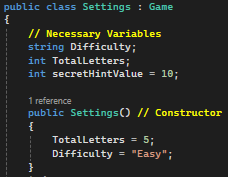 public class Settings : Game
{
// Necessary Variables
string Difficulty;
int TotalLetters;
int secretHintValue = 10;
1 reference
public Settings() // Constructor
{
TotalLetters = 5;
Difficulty = "Easy";
}